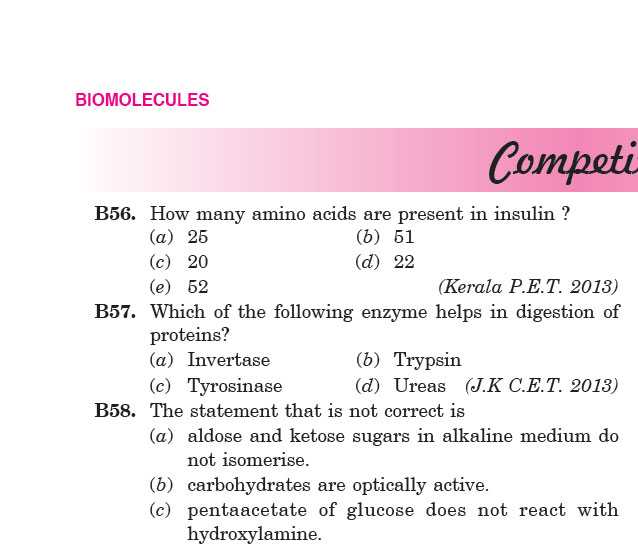 BIOMOLECULES
Competi
B56. How many amino acids are present in insulin ?
(a) 25 (b) 51
(c) 20 (d) 22
(e) 52 (Kerala P.E.T. 2013)
B57. Which of the following enzyme helps in digestion of
proteins?
(a) Invertase (b) Trypsin
(c) Tyrosinase (d) Ureas (J.K C.E.T. 2013)
B58. The statement that is not correct is
(a) aldose and ketose sugars in alkaline medium do
not isomerise.
(b) carbohydrates are optically active.
(c) pentaacetate of glucose does not react with
hydroxylamine.